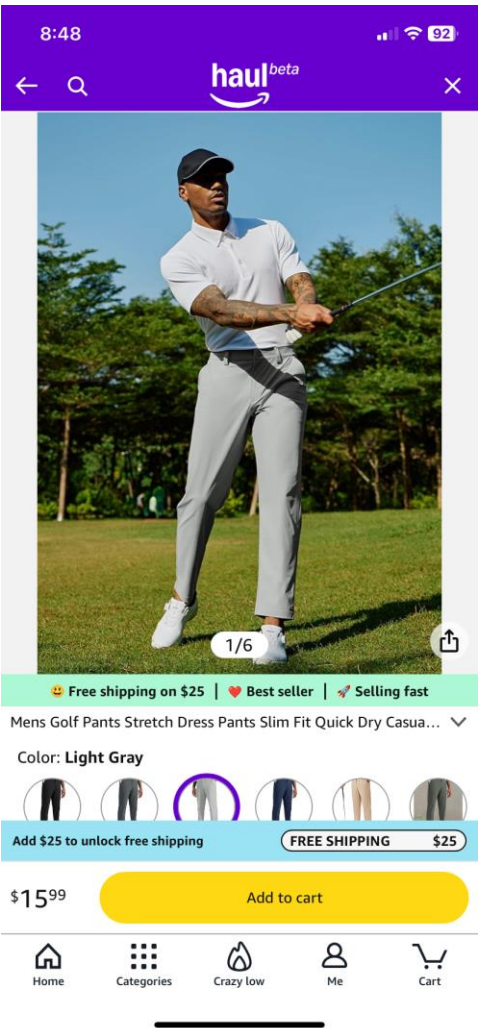 8:48
92
haul beta
1/6
😃 Free shipping on $25 | ❤️ Best seller | 🚀 Selling fast
Mens Golf Pants Stretch Dress Pants Slim Fit Quick Dry Casua...
Color: Light Gray
Add $25 to unlock free shipping
FREE SHIPPING $25
$15.99
Add to cart
Home Categories Crazy low Me Cart